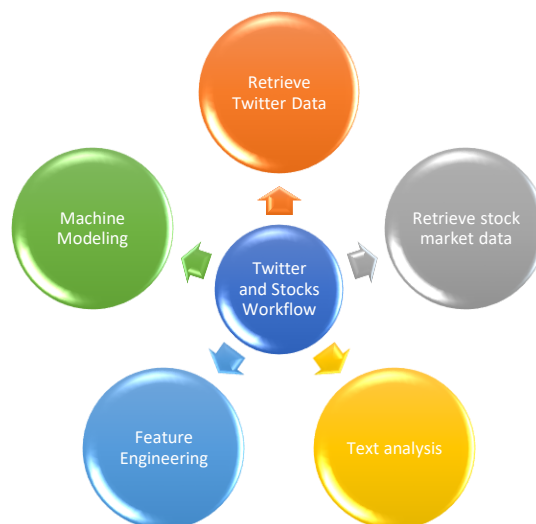 Retrieve
Twitter Data
Retrieve stock
market data
Text analysis
Feature
Engineering
Machine
Modeling
Twitter
and Stocks
Workflow